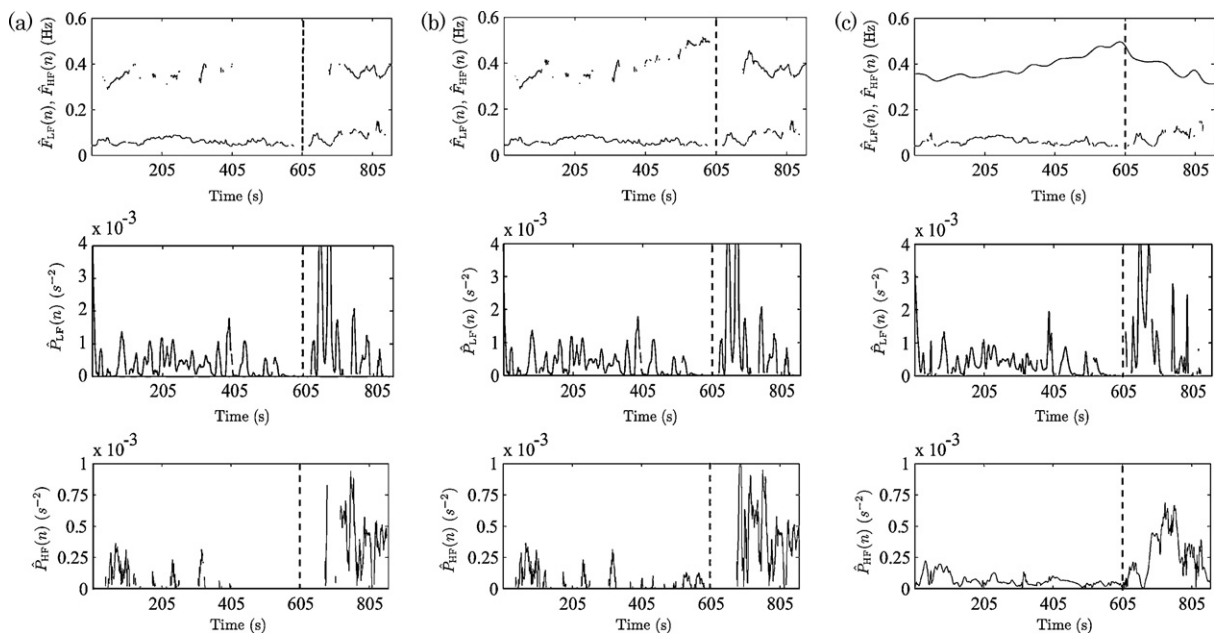 (a)
F̂LF(n), F̂HF(n) (Hz)
0.6
0.4
0.2
0
205 405 605 805
Time (s)
x 10-3
P̂LF(n) (s−2)
4
3
2
1
0
205 405 605 805
Time (s)
x 10-3
P̂HF(n) (s−2)
1
0.75
0.5
0.25
0
205 405 605 805
Time (s)
(b)
F̂LF(n), F̂HF(n) (Hz)
0.6
0.4
0.2
0
205 405 605 805
Time (s)
x 10-3
P̂LF(n) (s−2)
4
3
2
1
0
205 405 605 805
Time (s)
x 10-3
P̂HF(n) (s−2)
1
0.75
0.5
0.25
0
205 405 605 805
Time (s)
(c)
F̂LF(n), F̂HF(n) (Hz)
0.6
0.4
0.2
0
205 405 605 805
Time (s)
x 10-3
P̂LF(n) (s−2)
4
3
2
1
0
205 405 605 805
Time (s)
x 10-3
P̂HF(n) (s−2)
1
0.75
0.5
0.25
0
205 405 605 805
Time (s)